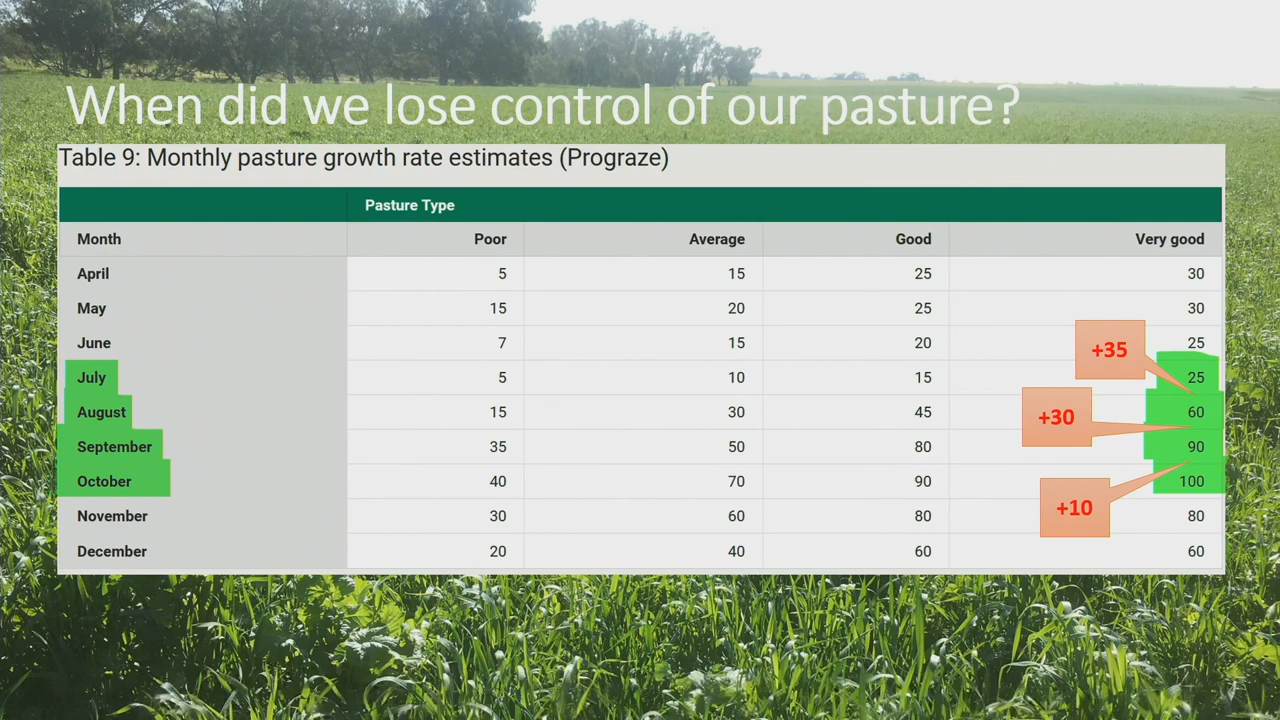 When did we lose control of our pasture?
Table 9: Monthly pasture growth rate estimates (Prograze)
Pasture Type
Month Poor Average Good Very good
April 5 15 25 30
May 15 20 25 30
June 7 15 20 25
+35
July 5 10 15 25
August 15 30 45 60
+30
September 35 50 80 90
October 40 70 90 100
+10
November 30 60 80 80
December 20 40 60 60